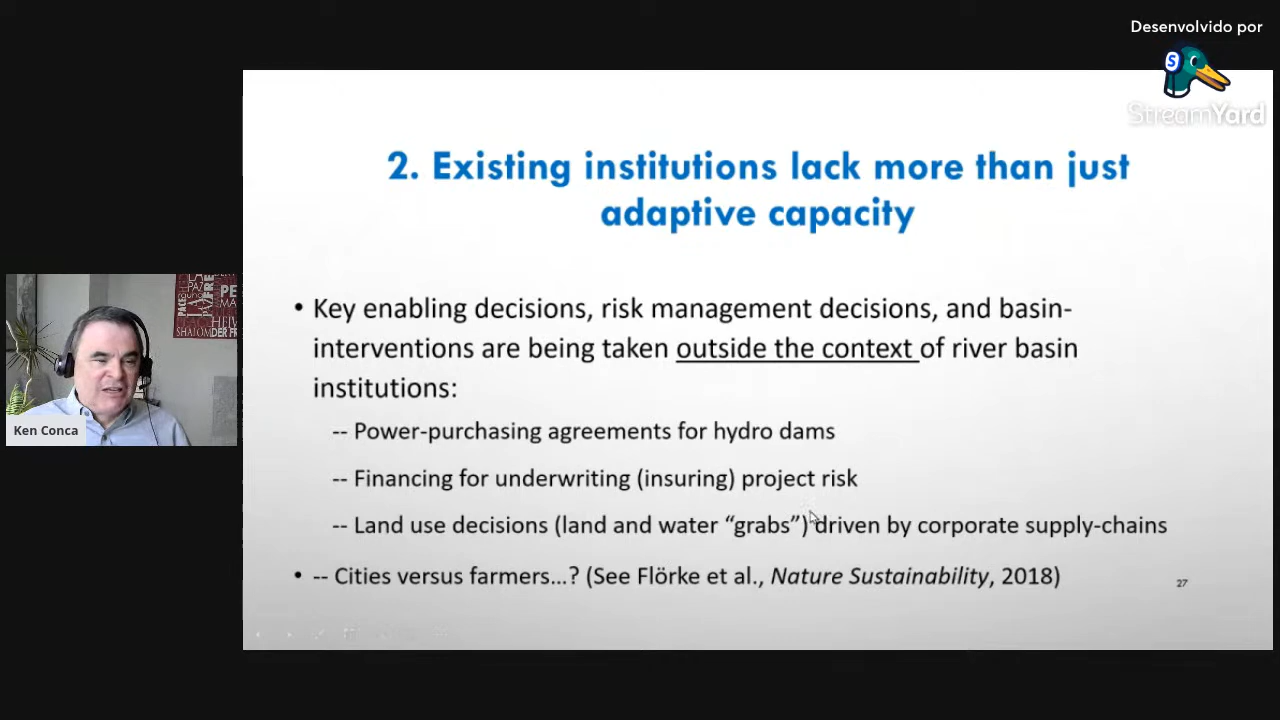 Desenvolvido por
StreamYard
2. Existing institutions lack more than just
adaptive capacity
• Key enabling decisions, risk management decisions, and basin-
interventions are being taken outside the context of river basin
institutions:
-- Power-purchasing agreements for hydro dams
-- Financing for underwriting (insuring) project risk
-- Land use decisions (land and water “grabs”) driven by corporate supply-chains
• -- Cities versus farmers…? (See Flörke et al., Nature Sustainability, 2018)
27
SHALOM
Ken Conca